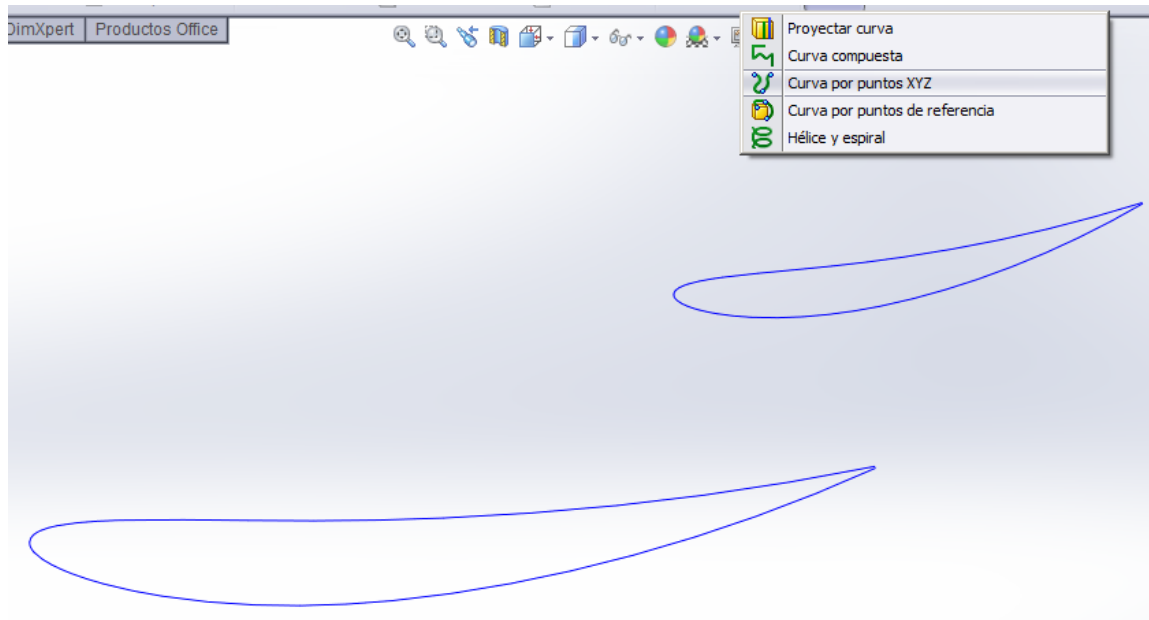 DimXpert
Productos Office
Proyectar curva
Curva compuesta
Curva por puntos XYZ
Curva por puntos de referencia
Hélice y espiral